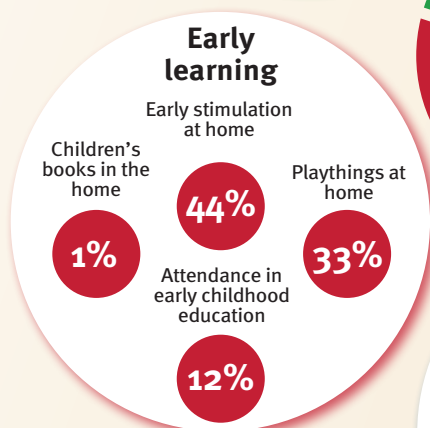 Early
learning
Early stimulation
at home
44%
Children’s
books in the
home
1%
Playthings at
home
33%
Attendance in
early childhood
education
12%